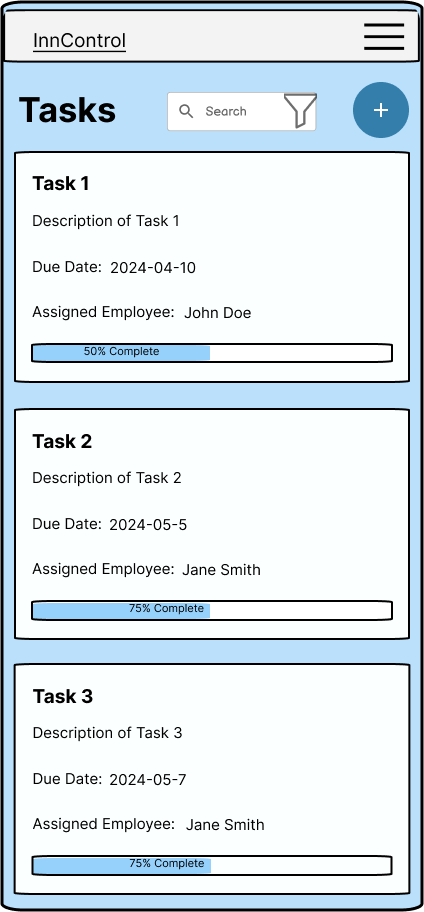 InnControl
Tasks
Search
+
Task 1
Description of Task 1
Due Date: 2024-04-10
Assigned Employee: John Doe
50% Complete
Task 2
Description of Task 2
Due Date: 2024-05-5
Assigned Employee: Jane Smith
75% Complete
Task 3
Description of Task 3
Due Date: 2024-05-7
Assigned Employee: Jane Smith
75% Complete